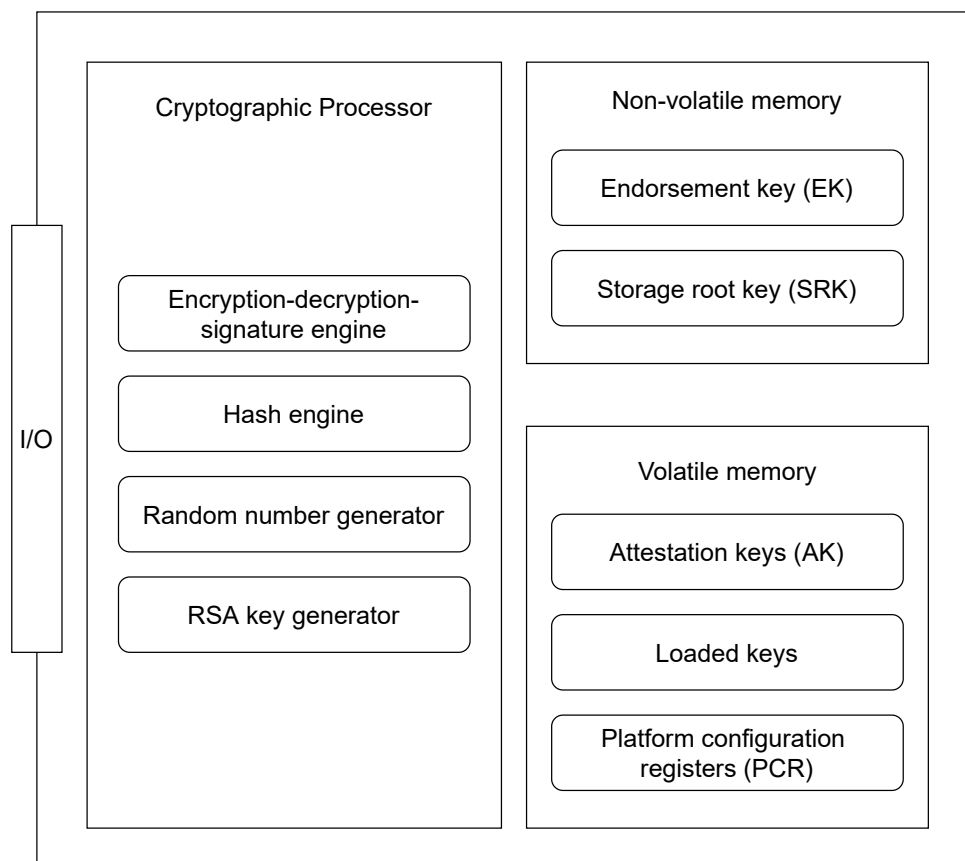 I/O
Cryptographic Processor
Encryption-decryption-
signature engine
Hash engine
Random number generator
RSA key generator
Non-volatile memory
Endorsement key (EK)
Storage root key (SRK)
Volatile memory
Attestation keys (AK)
Loaded keys
Platform configuration
registers (PCR)